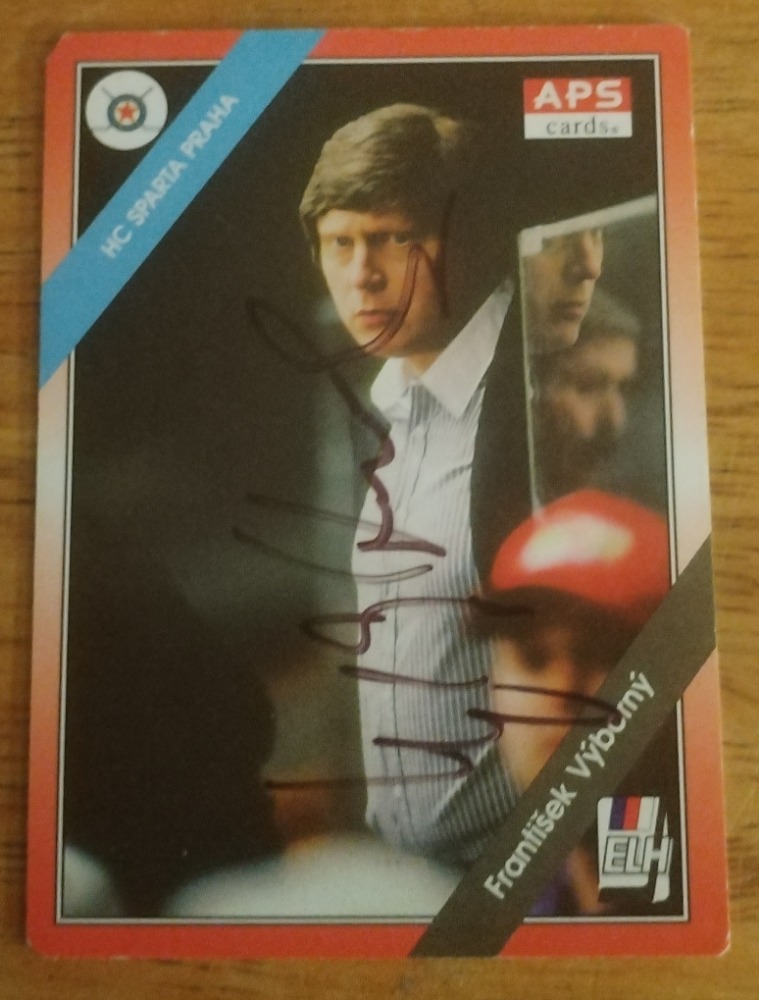 HC SPARTA PRAHA
APS
cards®
František Výborný
ELH